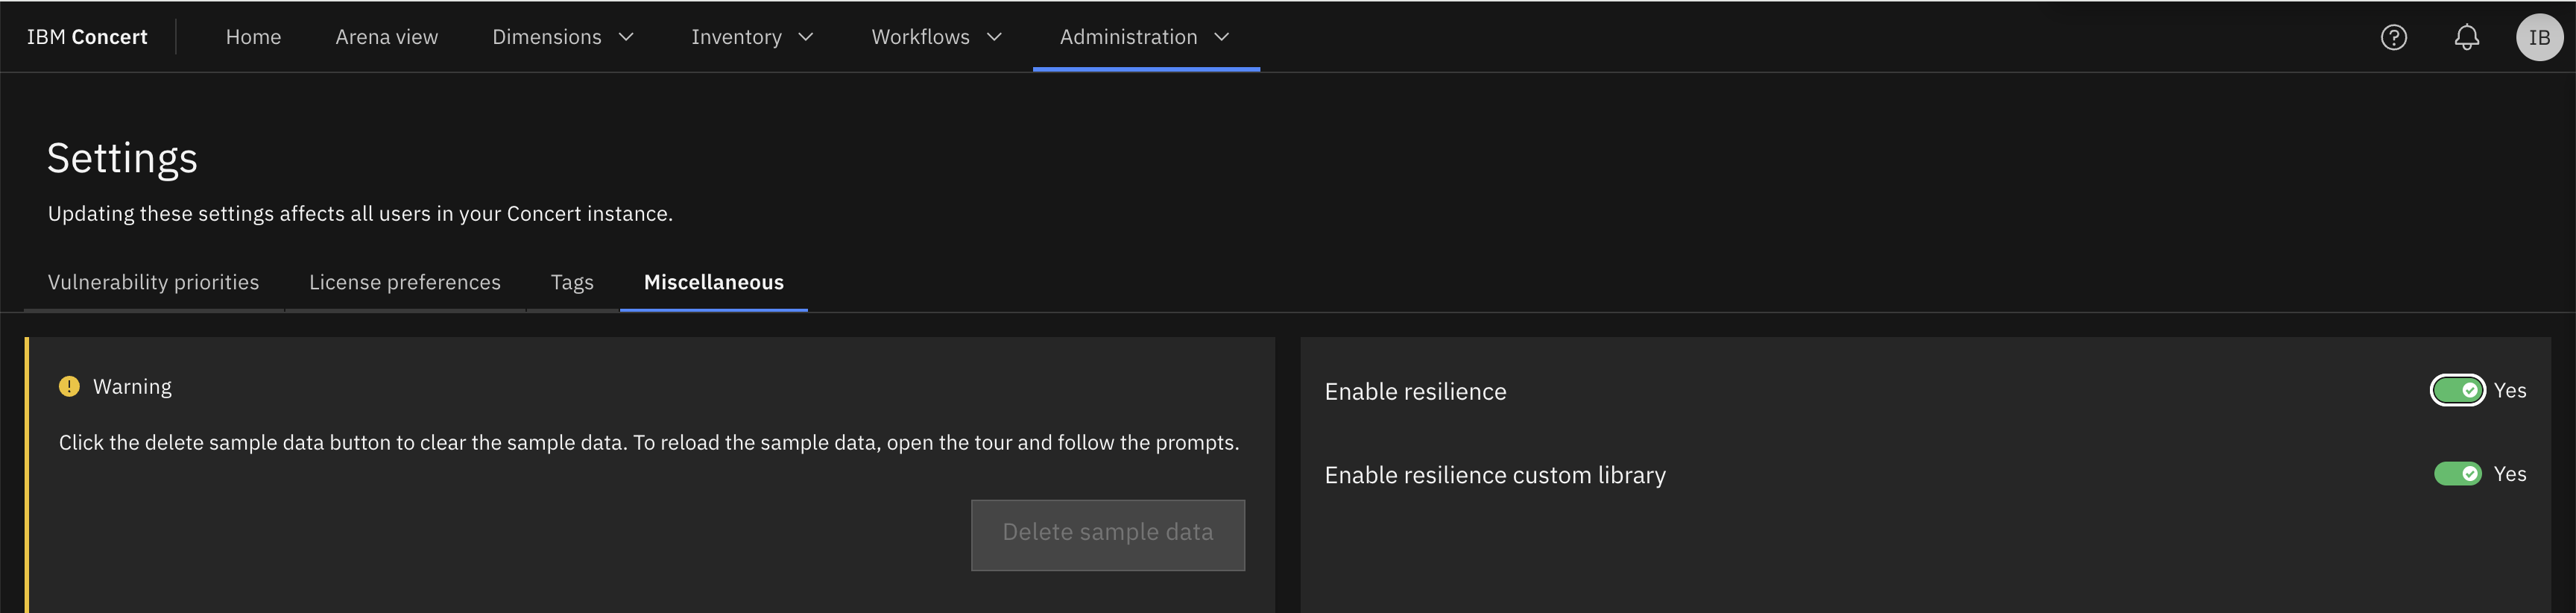 IBM Concert Home Arena view Dimensions Inventory Workflows Administration IB
Settings
Updating these settings affects all users in your Concert instance.
Vulnerability priorities License preferences Tags Miscellaneous
Warning
Click the delete sample data button to clear the sample data. To reload the sample data, open the tour and follow the prompts.
Delete sample data
Enable resilience Yes
Enable resilience custom library Yes